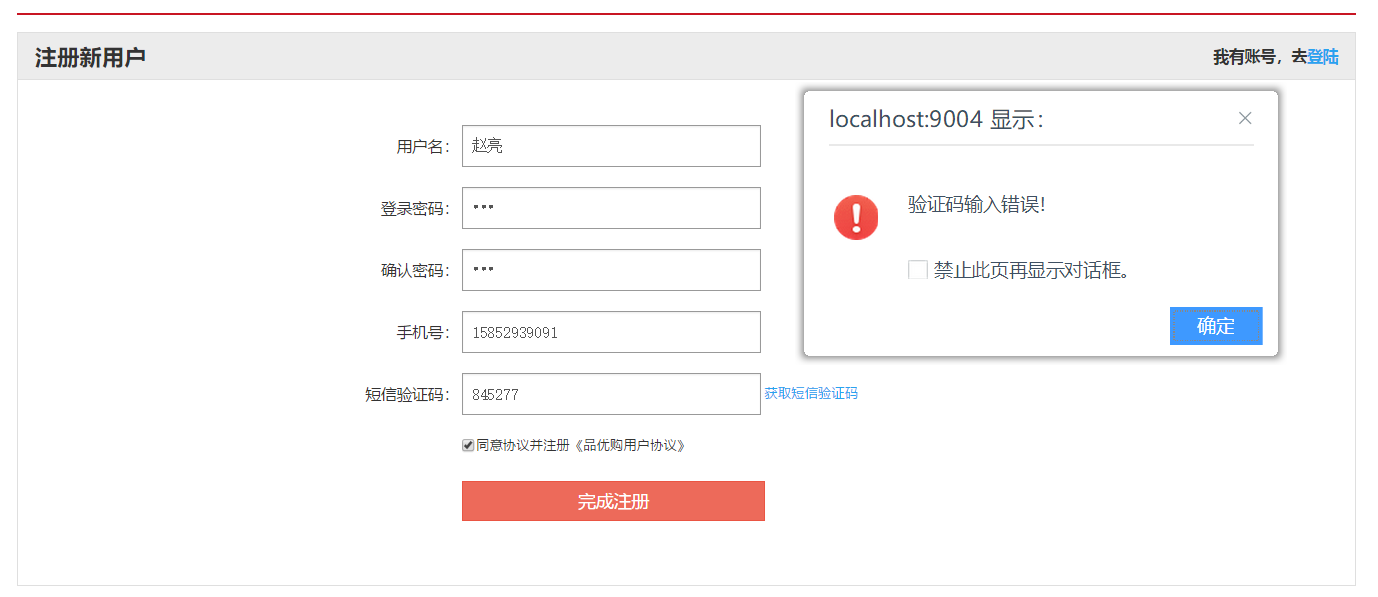 注册新用户
我有账号，去登陆
localhost:9004 显示：
×
验证码输入错误！
禁止此页再显示对话框。
确定
用户名： 赵亮
登录密码： •••
确认密码： •••
手机号： 15852939091
短信验证码： 845277 获取短信验证码
同意协议并注册《品优购用户协议》
完成注册